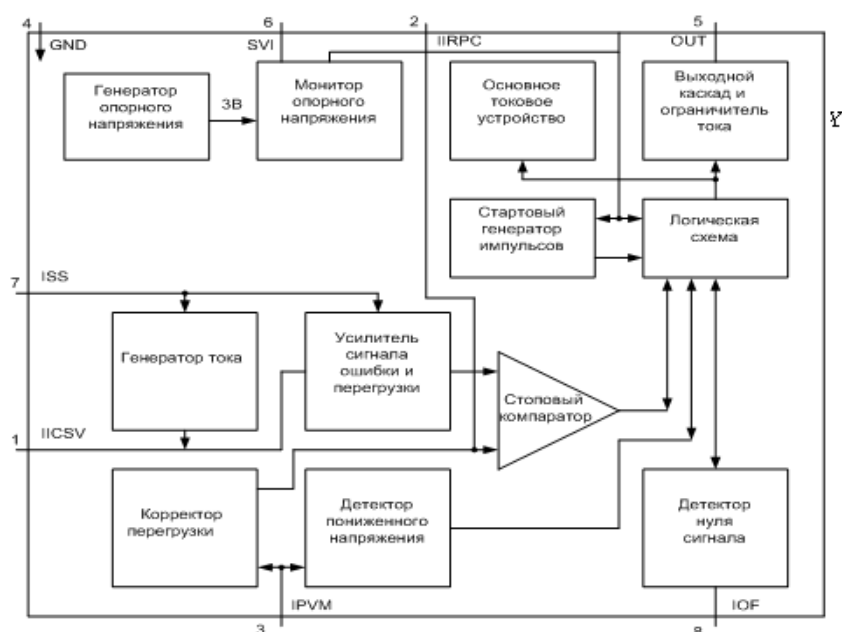 4
GND
6
SVI
2
IIRPC
5
OUT
Генератор
опорного
напряжения
3В
Монитор
опорного
напряжения
Основное
токовое
устройство
Выходной
каскад и
ограничитель
тока
Y
Стартовый
генератор
импульсов
Логическая
схема
7
ISS
Генератор тока
Усилитель
сигнала
ошибки и
перегрузки
Стоповый
компаратор
1
IICSV
Корректор
перегрузки
Детектор
пониженного
напряжения
Детектор
нуля
сигнала
IPVM
3
IOF
8